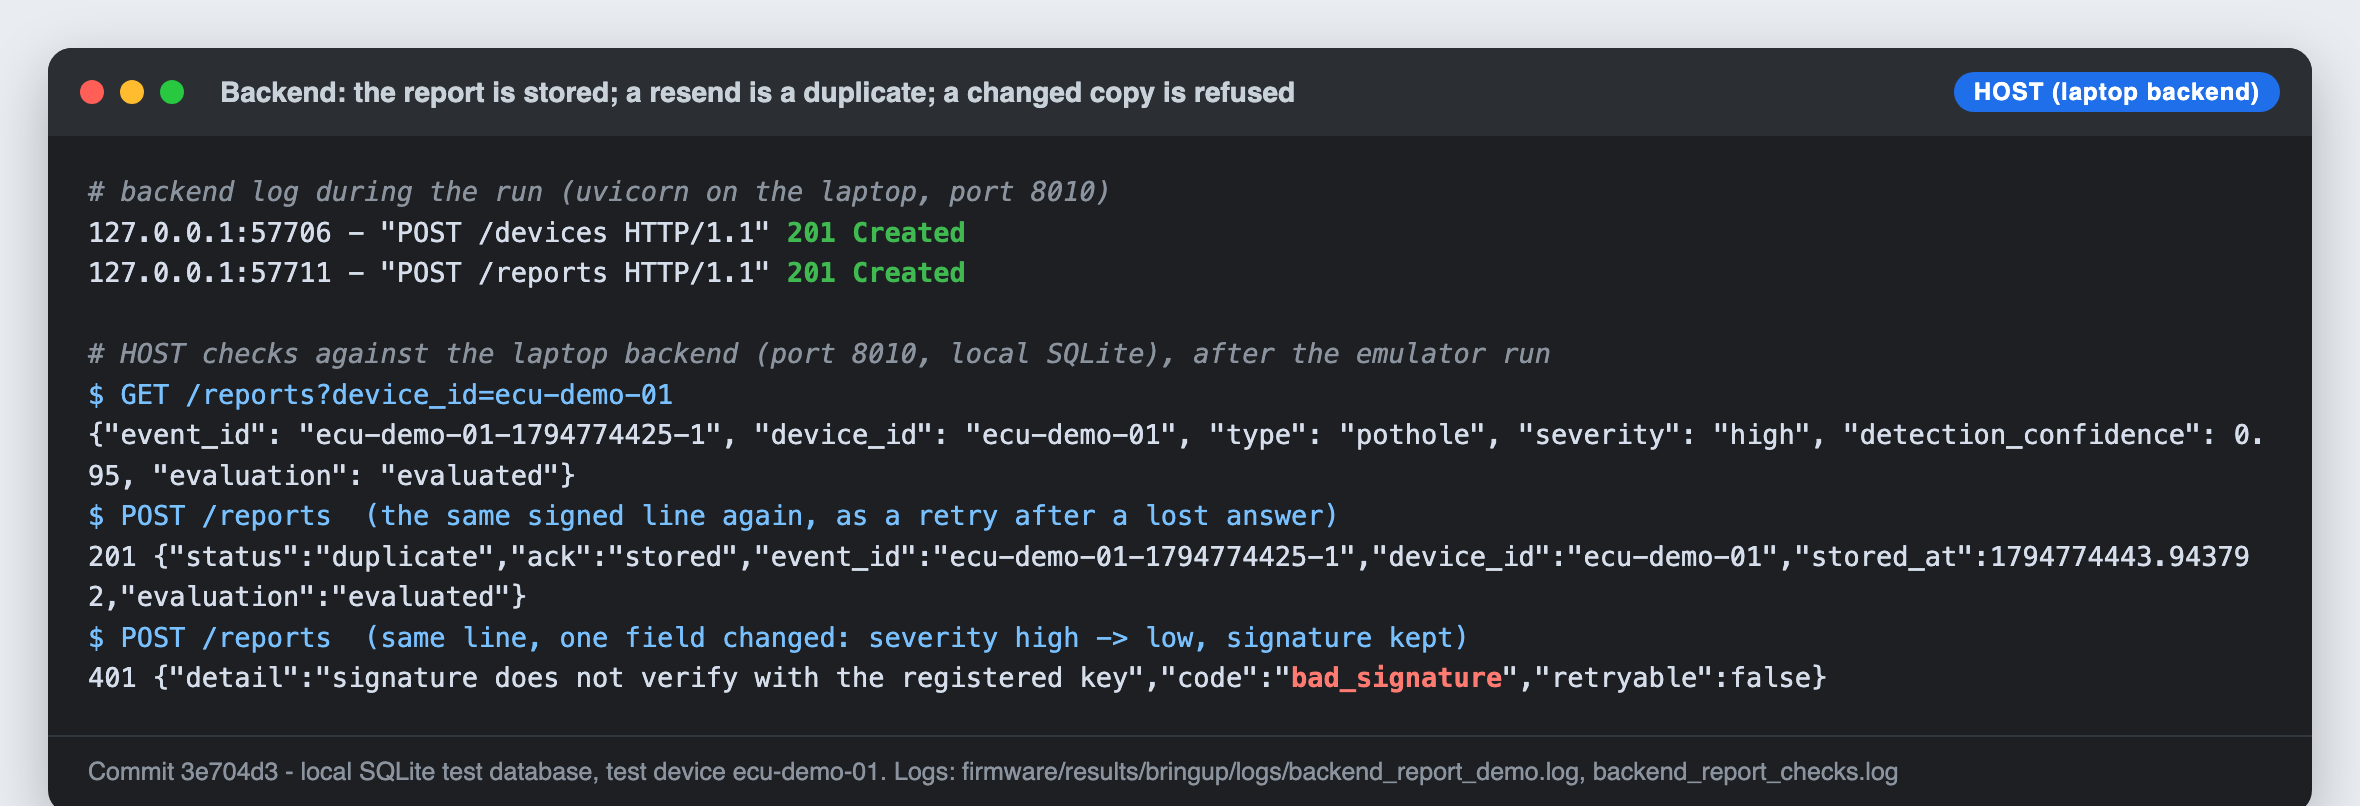 Backend: the report is stored; a resend is a duplicate; a changed copy is refused
HOST (laptop backend)
# backend log during the run (uvicorn on the laptop, port 8010)
127.0.0.1:57706 – "POST /devices HTTP/1.1" 201 Created
127.0.0.1:57711 – "POST /reports HTTP/1.1" 201 Created
# HOST checks against the laptop backend (port 8010, local SQLite), after the emulator run
$ GET /reports?device_id=ecu-demo-01
{"event_id": "ecu-demo-01-1794774425-1", "device_id": "ecu-demo-01", "type": "pothole", "severity": "high", "detection_confidence": 0.
95, "evaluation": "evaluated"}
$ POST /reports  (the same signed line again, as a retry after a lost answer)
201 {"status":"duplicate","ack":"stored","event_id":"ecu-demo-01-1794774425-1","device_id":"ecu-demo-01","stored_at":1794774443.94379
2,"evaluation":"evaluated"}
$ POST /reports  (same line, one field changed: severity high -> low, signature kept)
401 {"detail":"signature does not verify with the registered key","code":"bad_signature","retryable":false}
Commit 3e704d3 - local SQLite test database, test device ecu-demo-01. Logs: firmware/results/bringup/logs/backend_report_demo.log, backend_report_checks.log